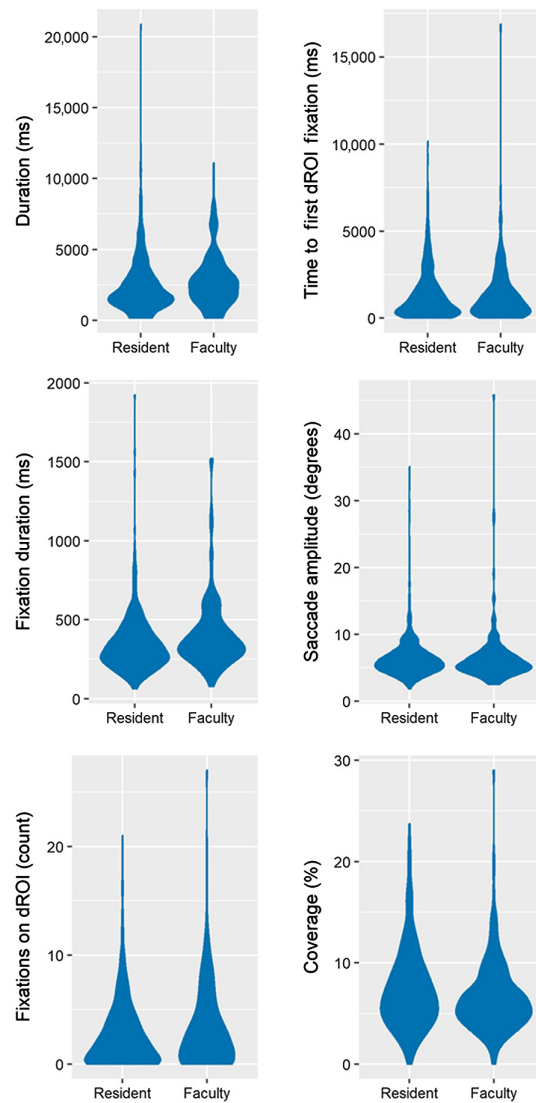 Duration (ms)
20,000
15,000
10,000
5000
0
Resident Faculty
Time to first dROI fixation (ms)
15,000
10,000
5000
0
Resident Faculty
Fixation duration (ms)
2000
1500
1000
500
0
Resident Faculty
Saccade amplitude (degrees)
40
30
20
10
0
Resident Faculty
Fixations on dROI (count)
20
10
0
Resident Faculty
Coverage (%)
30
20
10
0
Resident Faculty